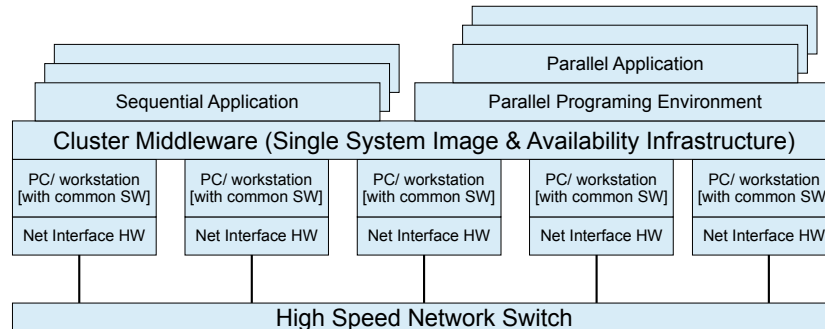 Parallel Application
Sequential Application
Parallel Programing Environment
Cluster Middleware (Single System Image & Availability Infrastructure)
PC/ workstation
[with common SW]
Net Interface HW
PC/ workstation
[with common SW]
Net Interface HW
PC/ workstation
[with common SW]
Net Interface HW
PC/ workstation
[with common SW]
Net Interface HW
PC/ workstation
[with common SW]
Net Interface HW
High Speed Network Switch